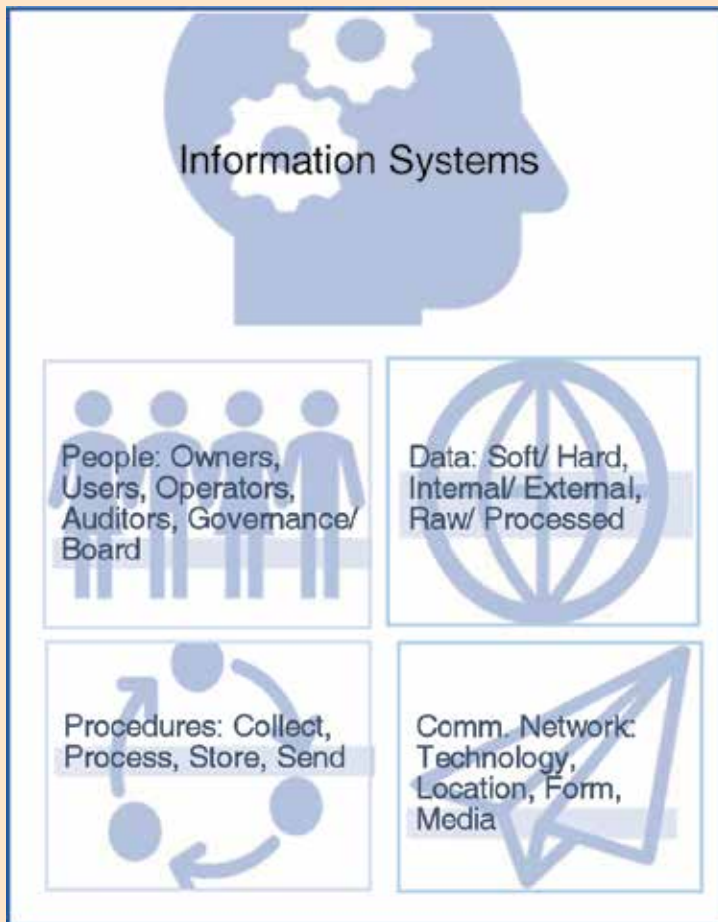 Information Systems
People: Owners,
Users, Operators,
Auditors, Governance/
Board
Data: Soft/ Hard,
Internal/ External,
Raw/ Processed
Procedures: Collect,
Process, Store, Send
Comm. Network:
Technology,
Location, Form,
Media